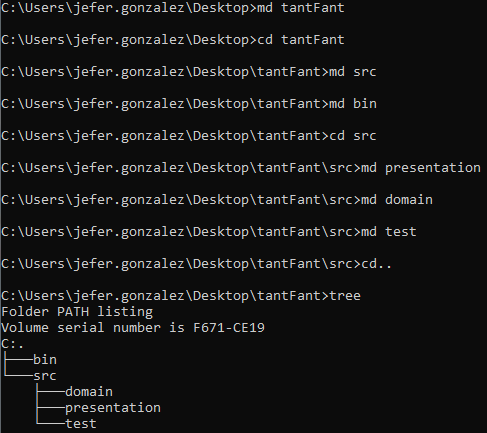 C:\Users\jefer.gonzalez\Desktop>md tantFant
C:\Users\jefer.gonzalez\Desktop>cd tantFant
C:\Users\jefer.gonzalez\Desktop\tantFant>md src
C:\Users\jefer.gonzalez\Desktop\tantFant>md bin
C:\Users\jefer.gonzalez\Desktop\tantFant>cd src
C:\Users\jefer.gonzalez\Desktop\tantFant\src>md presentation
C:\Users\jefer.gonzalez\Desktop\tantFant\src>md domain
C:\Users\jefer.gonzalez\Desktop\tantFant\src>md test
C:\Users\jefer.gonzalez\Desktop\tantFant\src>cd..
C:\Users\jefer.gonzalez\Desktop\tantFant>tree
Folder PATH listing
Volume serial number is F671-CE19
C:.
├───bin
└───src
    ├───domain
    ├───presentation
    └───test